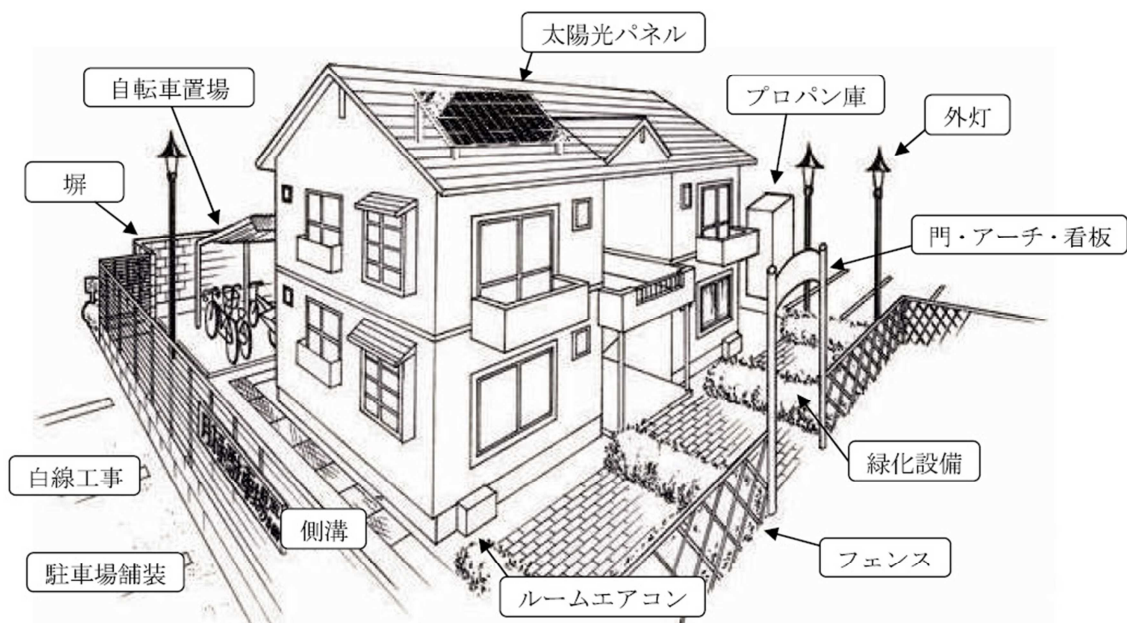 太陽光パネル
自転車置場
プロパン庫
外灯
塀
門・アーチ・看板
白線工事
側溝
緑化設備
駐車場舗装
ルームエアコン
フェンス